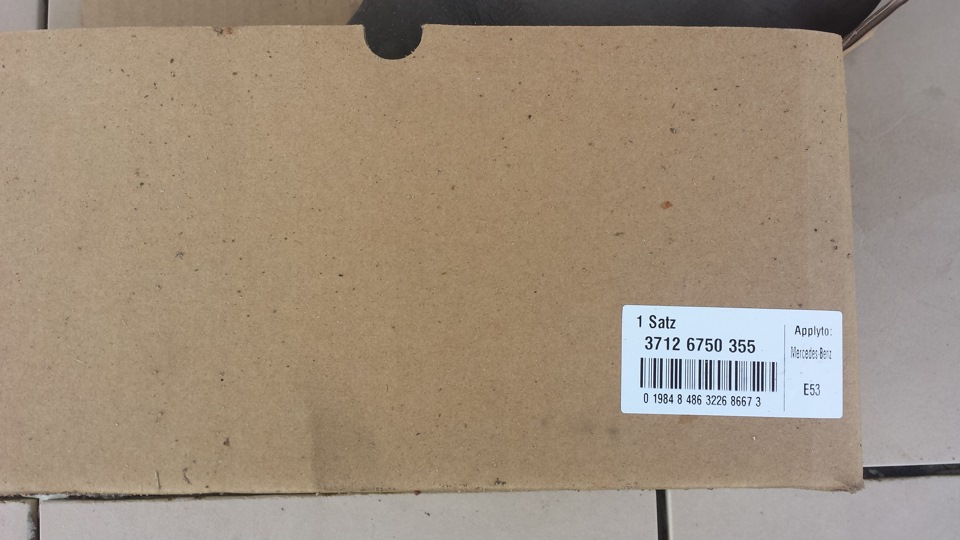 1 Satz
3712 6750 355
0 1984 8 486 3226 8667 3
Applyto:
Mercedes-Benz
E53